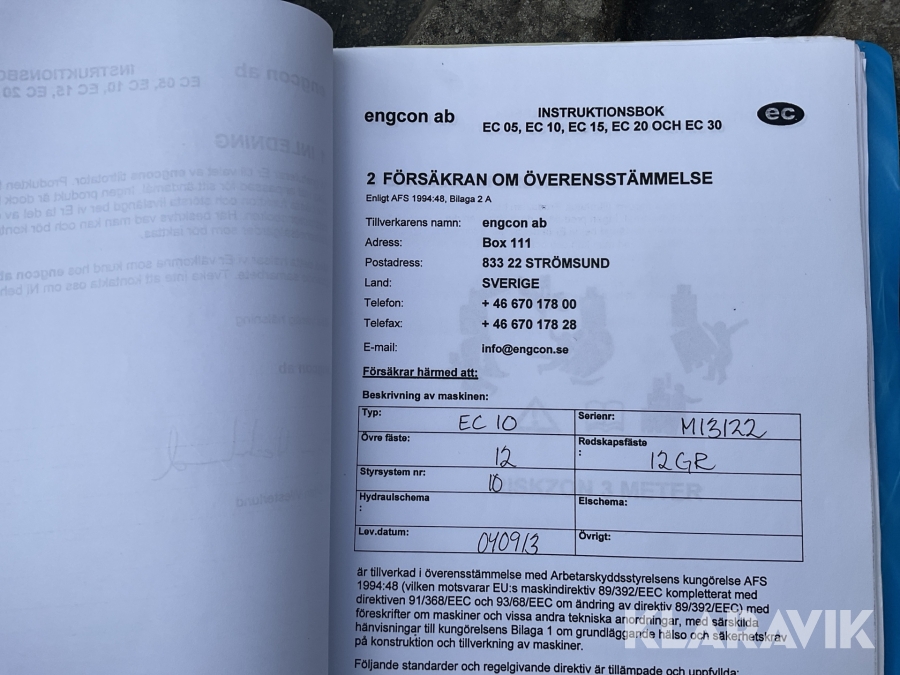 engcon ab
INSTRUKTIONSBOK
EC 05, EC 10, EC 15, EC 20 OCH EC 30
ec
2 FÖRSÄKRAN OM ÖVERENSSTÄMMELSE
Enligt AFS 1994:48, Bilaga 2 A
Tillverkarens namn: engcon ab
Adress: Box 111
Postadress: 833 22 STRÖMSUND
Land: SVERIGE
Telefon: + 46 670 178 00
Telefax: + 46 670 178 28
E-mail: info@engcon.se
Försäkrar härmed att:
Beskrivning av maskinen:
Typ: EC 10 Serienr: M13122
Övre fäste: 12 Redskapsfäste : 12GR
Styrsystem nr: 10
Hydraulschema : Elschema:
Lev.datum: 040913 Övrigt:
RISKZON 3 METER
är tillverkad i överensstämmelse med Arbetarskyddsstyrelsens kungörelse AFS
1994:48 (vilken motsvarar EU:s maskindirektiv 89/392/EEC kompletterat med
direktiven 91/368/EEC och 93/68/EEC om ändring av direktiv 89/392/EEC) med
föreskrifter om maskiner och vissa andra tekniska anordningar, med särskilda
hänvisningar till kungörelsens Bilaga 1 om grundläggande hälso och säkerhetskrav
på konstruktion och tillverkning av maskiner.
Följande standarder och regelgivande direktiv är tillämpade och uppfyllda:
KLARAVIK